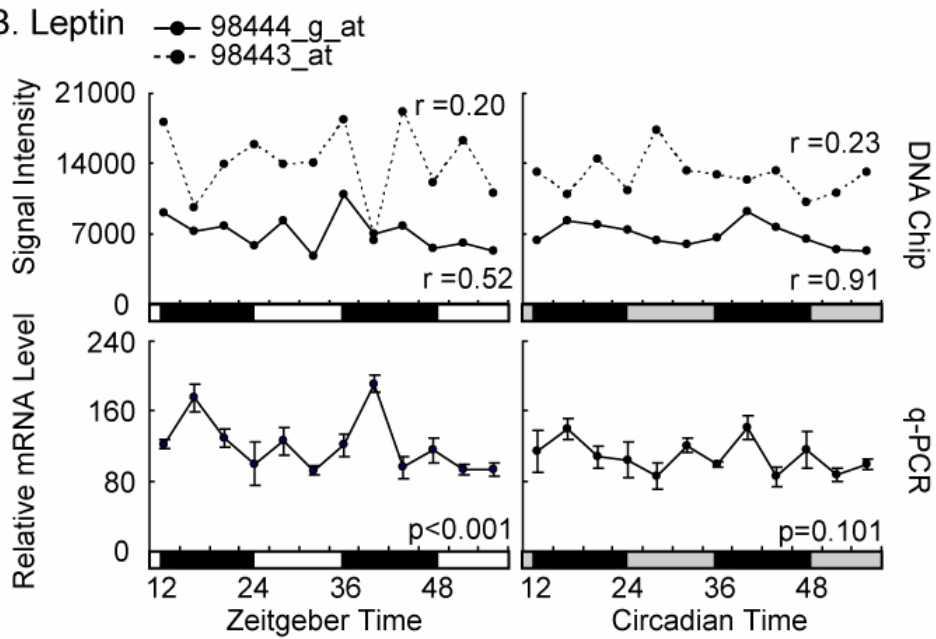 B. Leptin
98444_g_at
98443_at
21000
14000
7000
0
Signal Intensity
r =0.20
r =0.52
r =0.23
r =0.91
DNA Chip
240
160
80
0
Relative mRNA Level
p<0.001
p=0.101
q-PCR
12 24 36 48
12 24 36 48
Zeitgeber Time
Circadian Time